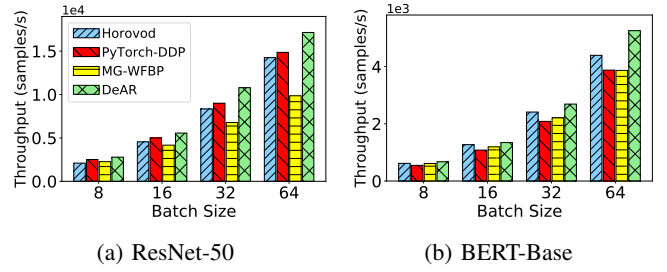 1e4
Throughput (samples/s)
1.5
1.0
0.5
0.0
Horovod
PyTorch-DDP
MG-WFBP
DeAR
8 16 32 64
Batch Size
(a) ResNet-50
1e3
Throughput (samples/s)
4
2
0
8 16 32 64
Batch Size
(b) BERT-Base